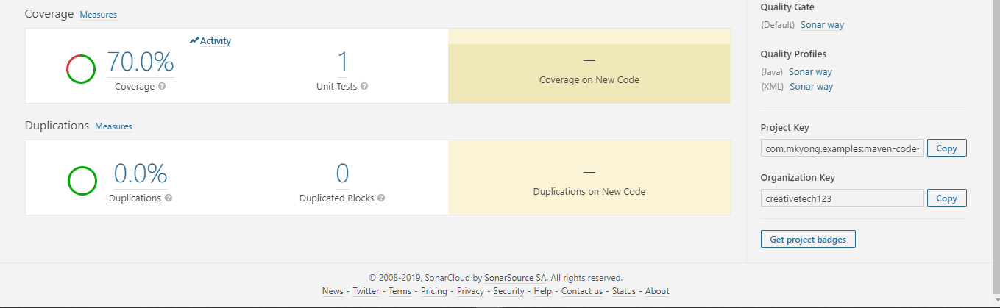 Coverage Measures
Activity
70.0%
Coverage
1
Unit Tests
—
Coverage on New Code
Duplications Measures
0.0%
Duplications
0
Duplicated Blocks
—
Duplications on New Code
Quality Gate
(Default) Sonar way
Quality Profiles
(Java) Sonar way
(XML) Sonar way
Project Key
com.mkyong.examples:maven-code- Copy
Organization Key
creativetech123 Copy
Get project badges
© 2008-2019, SonarCloud by SonarSource SA. All rights reserved.
News - Twitter - Terms - Pricing - Privacy - Security - Help - Contact us - Status - About